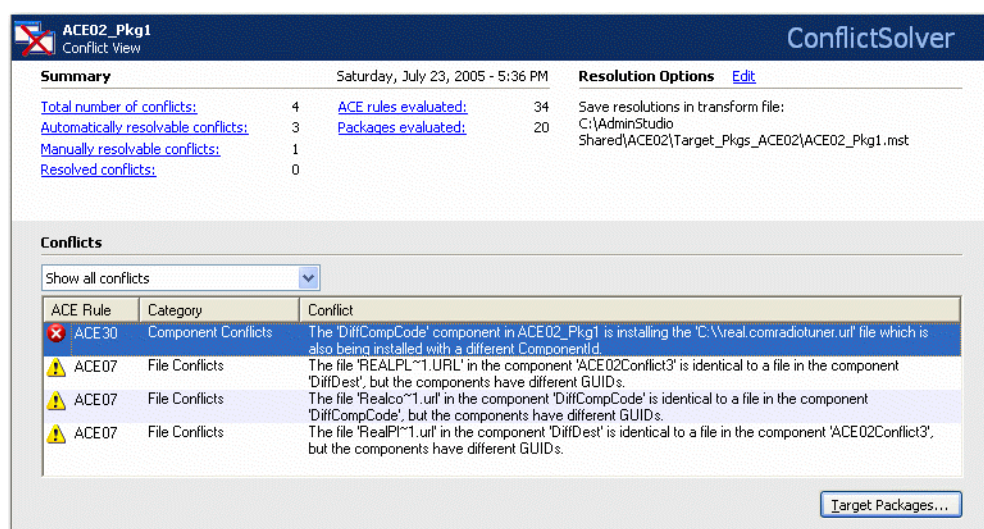 ACE02_Pkg1
Conflict View
ConflictSolver
Summary
Saturday, July 23, 2005 - 5:36 PM
Resolution Options Edit
Total number of conflicts: 4
ACE rules evaluated: 34
Save resolutions in transform file:
Automatically resolvable conflicts: 3
Packages evaluated: 20
C:\AdminStudio
Manually resolvable conflicts: 1
Shared\ACE02\Target_Pkgs_ACE02\ACE02_Pkg1.mst
Resolved conflicts: 0
Conflicts
Show all conflicts
ACE Rule Category Conflict
ACE30 Component Conflicts The 'DiffCompCode' component in ACE02_Pkg1 is installing the 'C:\\real.comradiotuner.url' file which is
also being installed with a different ComponentId.
ACE07 File Conflicts The file 'REALPL~1.URL' in the component 'ACE02Conflict3' is identical to a file in the component
'DiffDest', but the components have different GUIDs.
ACE07 File Conflicts The file 'Realco~1.url' in the component 'DiffCompCode' is identical to a file in the component
'DiffCompCode', but the components have different GUIDs.
ACE07 File Conflicts The file 'RealPl~1.url' in the component 'DiffDest' is identical to a file in the component 'ACE02Conflict3',
but the components have different GUIDs.
Target Packages...